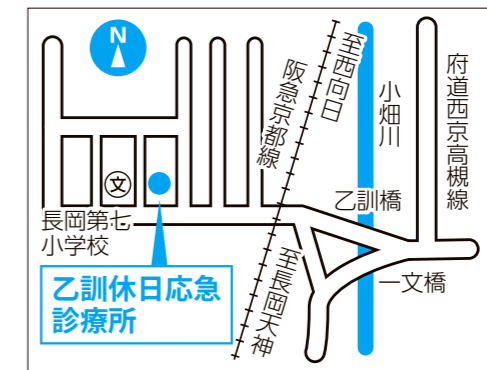 N
至西向日
阪急京都線
小畑川
府道西京高槻線
乙訓橋
文
長岡第七
小学校
乙訓休日応急
診療所
至長岡天神
一文橋